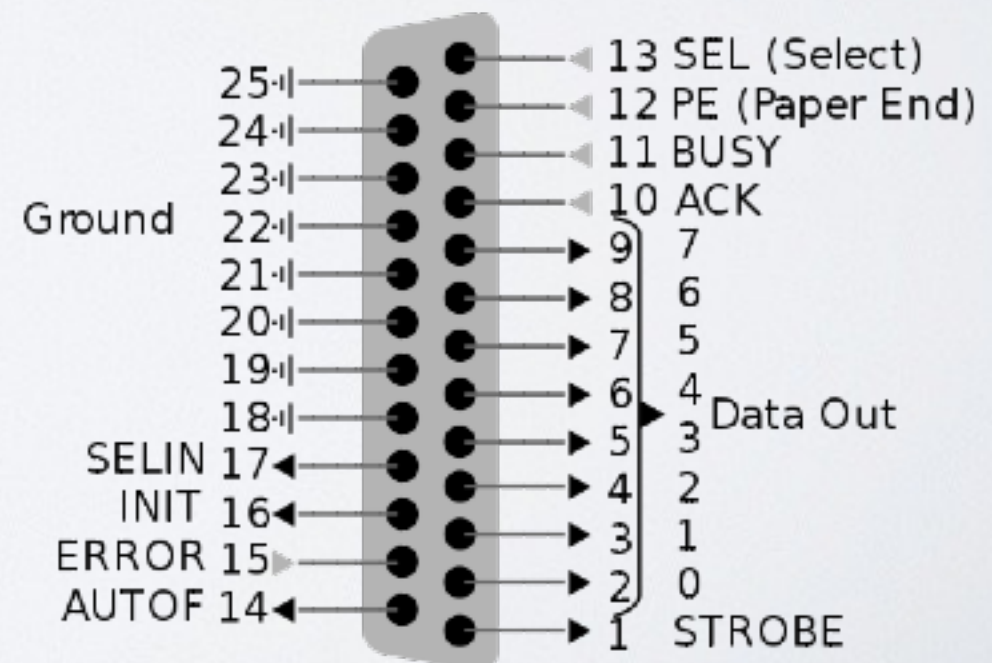 13 SEL (Select)
25
12 PE (Paper End)
24
11 BUSY
23
10 ACK
Ground
22
9 7
21
8 6
20
7 5
19
6 4
Data Out
18
5 3
SELIN 17
4 2
INIT 16
3 1
ERROR 15
2 0
AUTOF 14
1 STROBE